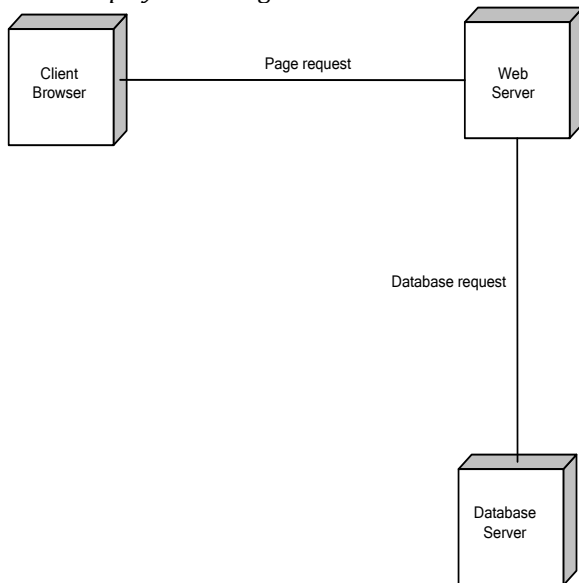 Client
Browser
Page request
Web
Server
Database request
Database
Server